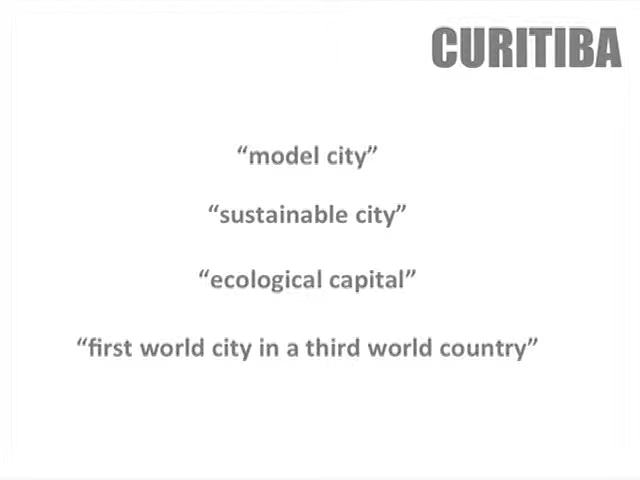 CURITIBA
“model city”
“sustainable city”
“ecological capital”
“first world city in a third world country”